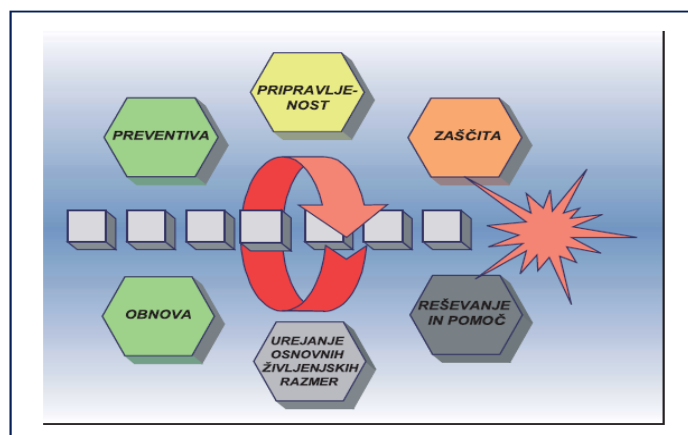 PREVENTIVA
PRIPRAVLJE-
NOST
ZAŠČITA
OBNOVA
UREJANJE
OSNOVNIH
ŽIVLJENJSKIH
RAZMER
REŠEVANJE
IN POMOČ